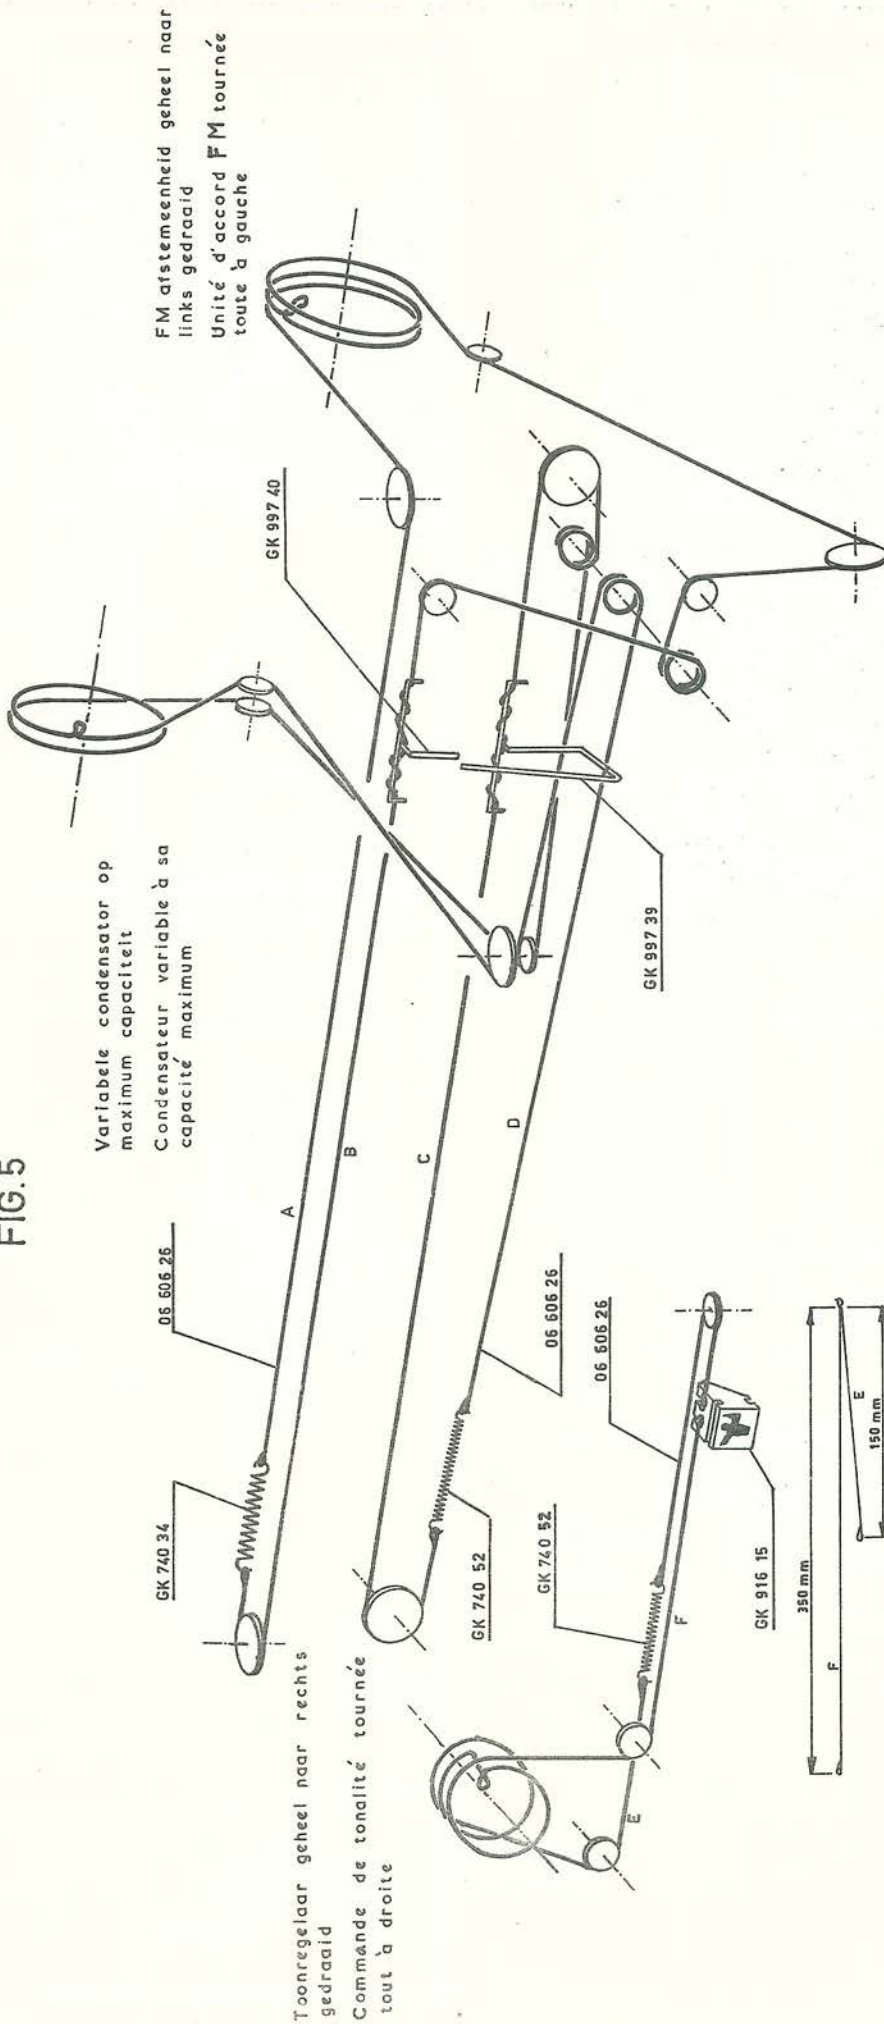 FIG. 5
FM afstemeenheid geheel naar
links gedraaid
Unité d'accord FM tournée
toute à gauche
Variabele condensator op
maximum capaciteit
Condensateur variable à sa
capacité maximum
Toonregelaar geheel naar rechts
gedraaid
Commande de tonalité tournée
tout à droite
GK 740 34
06 606 26
A
B
GK 997 40
C
D
GK 997 39
GK 740 52
06 606 26
GK 740 52
06 606 26
E
F
GK 916 15
350 mm
F
E
150 mm